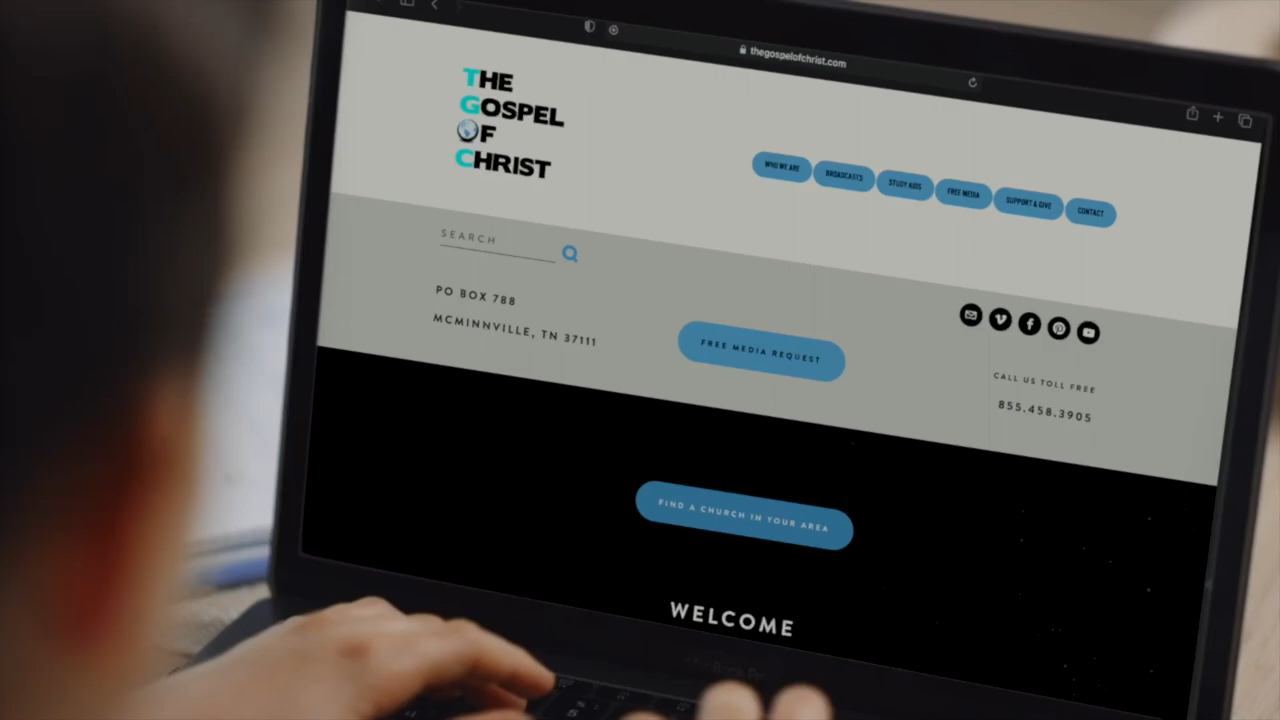 thegospelofchrist.com
THE
GOSPEL
OF
CHRIST
WHO WE ARE
BROADCASTS
STUDY AIDS
FREE MEDIA
SUPPORT & GIVE
CONTACT
SEARCH
PO BOX 788
MCMINNVILLE, TN 37111
FREE MEDIA REQUEST
CALL US TOLL FREE
855.458.3905
FIND A CHURCH IN YOUR AREA
WELCOME
MacBook Pro